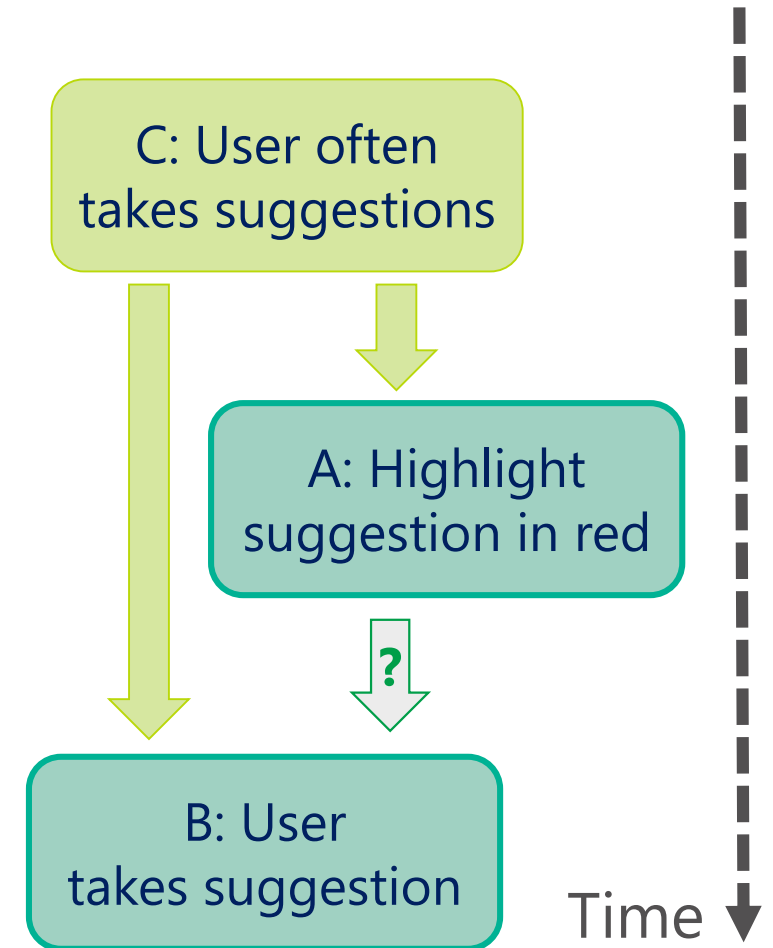 C: User often
takes suggestions
A: Highlight
suggestion in red
?
B: User
takes suggestion
Time